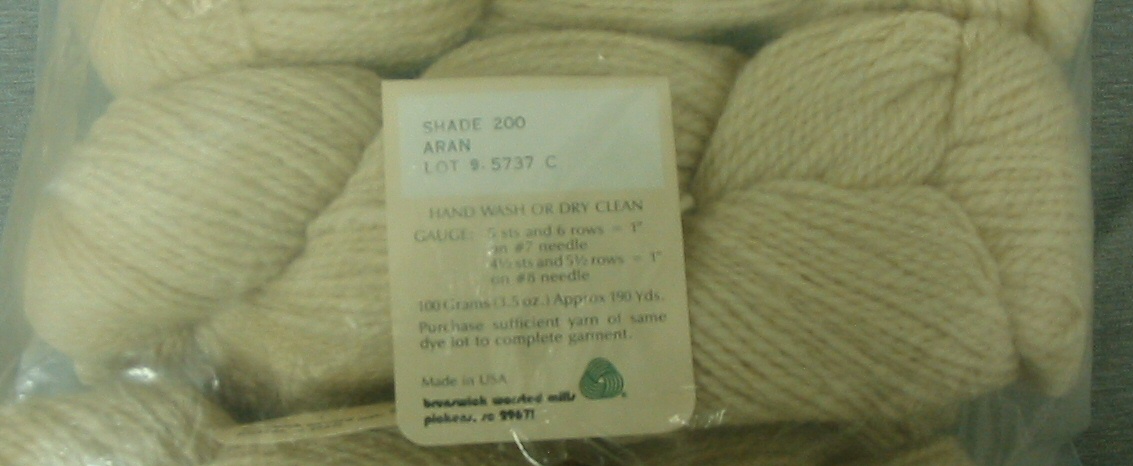 SHADE 200
ARAN
LOT 9.5737 C
HAND WASH OR DRY CLEAN
GAUGE: 5 sts and 6 rows = 1"
on #7 needle
4½ sts and 5½ rows = 1"
on #8 needle
100 Grams (3.5 oz.) Approx 190 Yds.
Purchase sufficient yarn of same
dye lot to complete garment.
Made in USA
brunswick worsted mills
pickens, sc 29671